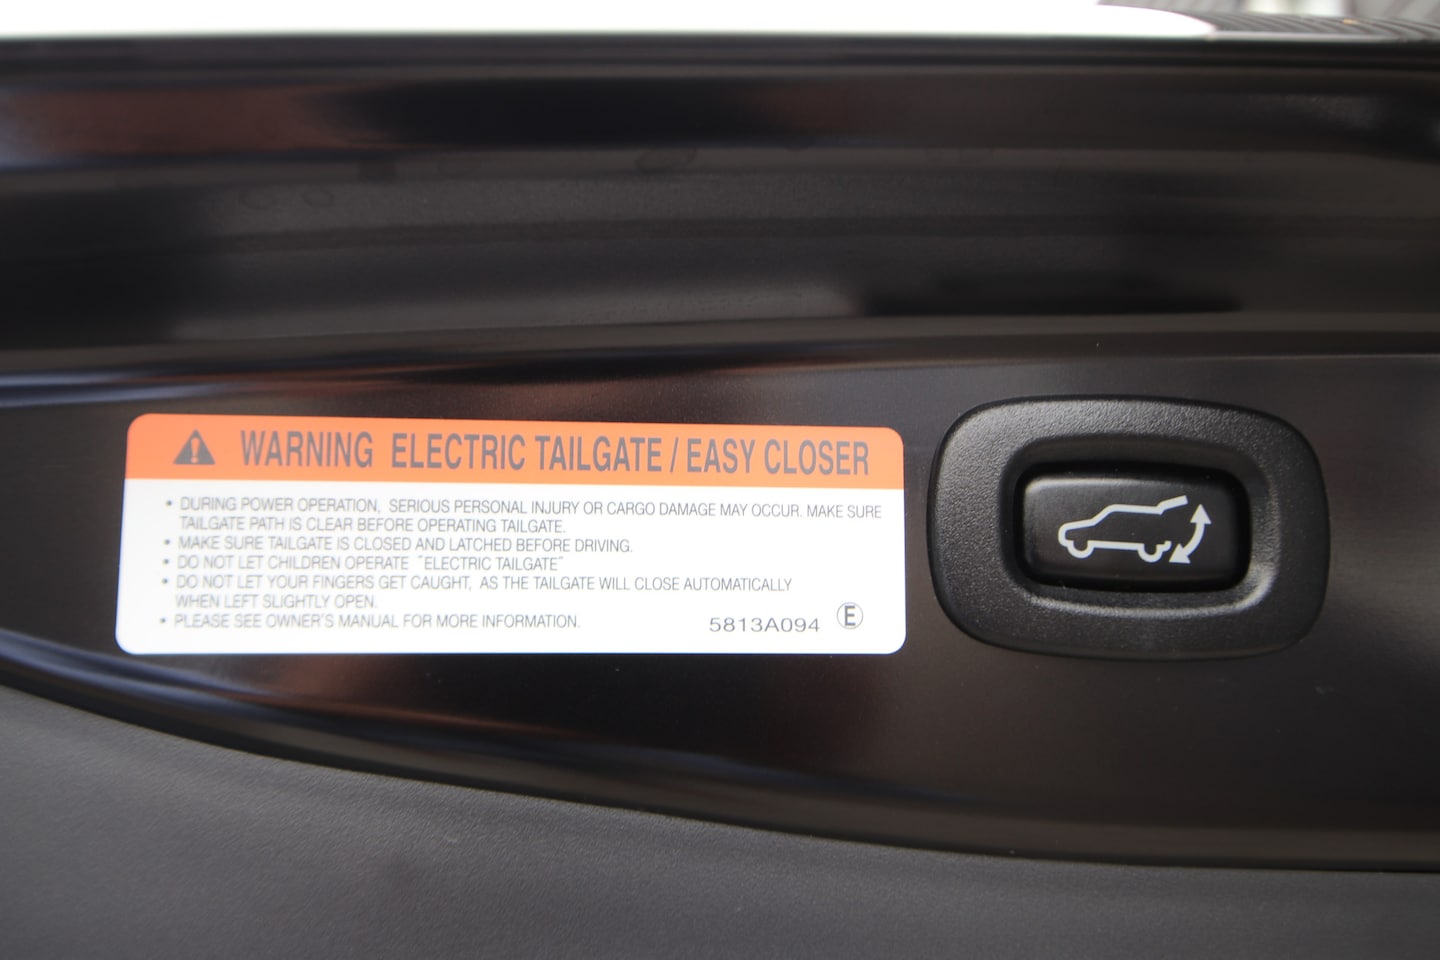 WARNING ELECTRIC TAILGATE / EASY CLOSER
• DURING POWER OPERATION, SERIOUS PERSONAL INJURY OR CARGO DAMAGE MAY OCCUR. MAKE SURE
TAILGATE PATH IS CLEAR BEFORE OPERATING TAILGATE.
• MAKE SURE TAILGATE IS CLOSED AND LATCHED BEFORE DRIVING.
• DO NOT LET CHILDREN OPERATE "ELECTRIC TAILGATE"
• DO NOT LET YOUR FINGERS GET CAUGHT, AS THE TAILGATE WILL CLOSE AUTOMATICALLY
WHEN LEFT SLIGHTLY OPEN.
• PLEASE SEE OWNER'S MANUAL FOR MORE INFORMATION.
5813A094 E